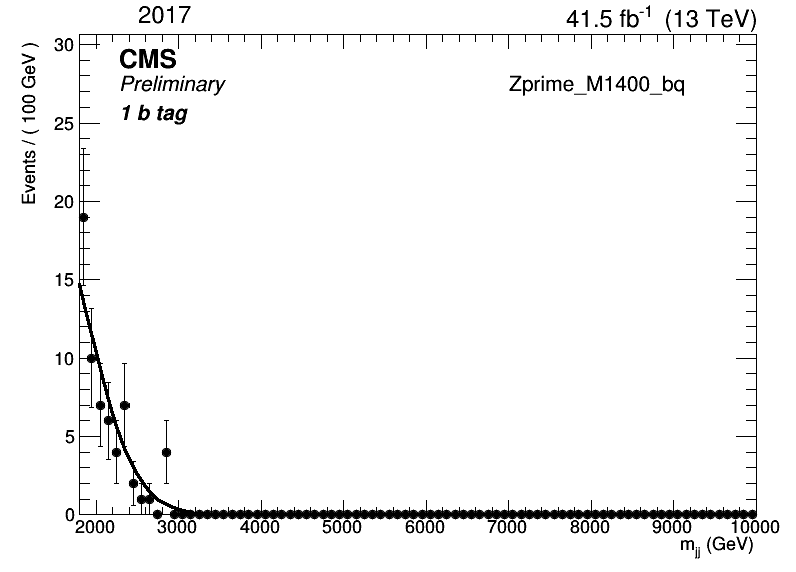 2017
41.5 fb⁻¹ (13 TeV)
CMS
Preliminary
Zprime_M1400_bq
1 b tag
Events / ( 100 GeV )
30
25
20
15
10
5
0
2000 3000 4000 5000 6000 7000 8000 9000 10000
m_jj (GeV)